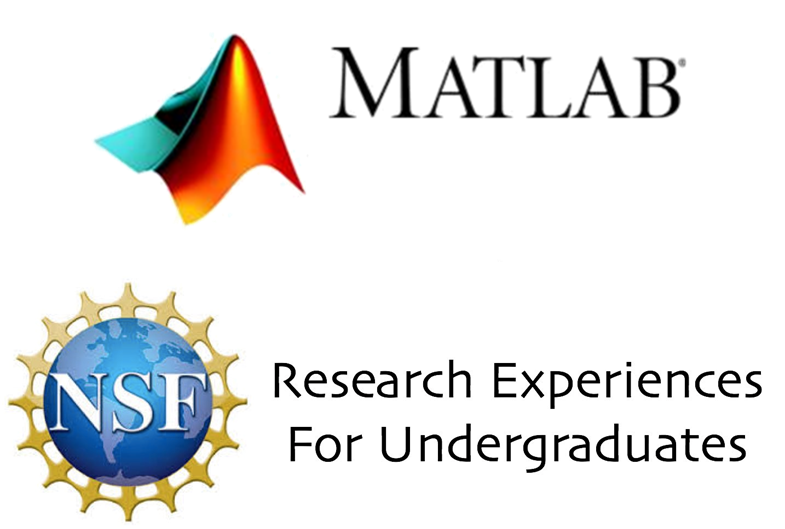 MATLAB®
NSF
Research Experiences
For Undergraduates